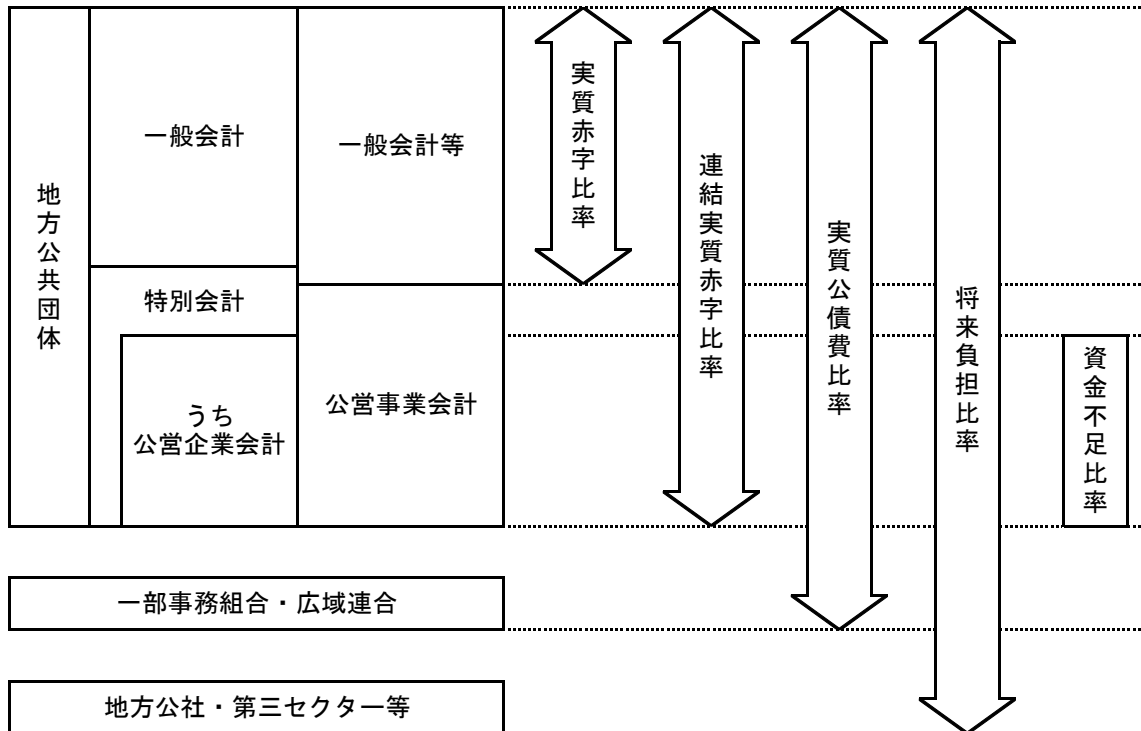 地方公共団体
一般会計
一般会計等
特別会計
うち
公営企業会計
公営事業会計
実質赤字比率
連結実質赤字比率
実質公債費比率
将来負担比率
資金不足比率
一部事務組合・広域連合
地方公社・第三セクター等